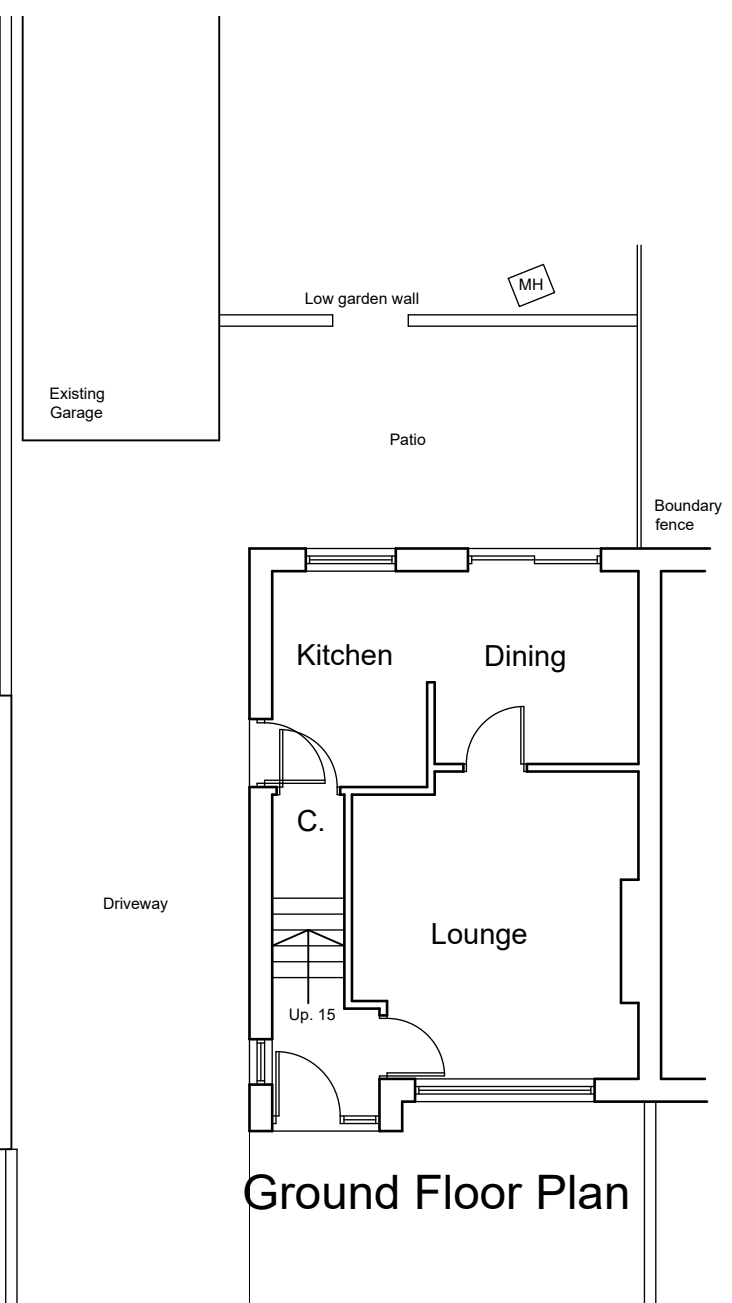 MH
Low garden wall
Existing
Garage
Patio
Boundary
fence
Kitchen
Dining
C.
Driveway
Lounge
Up. 15
Ground Floor Plan